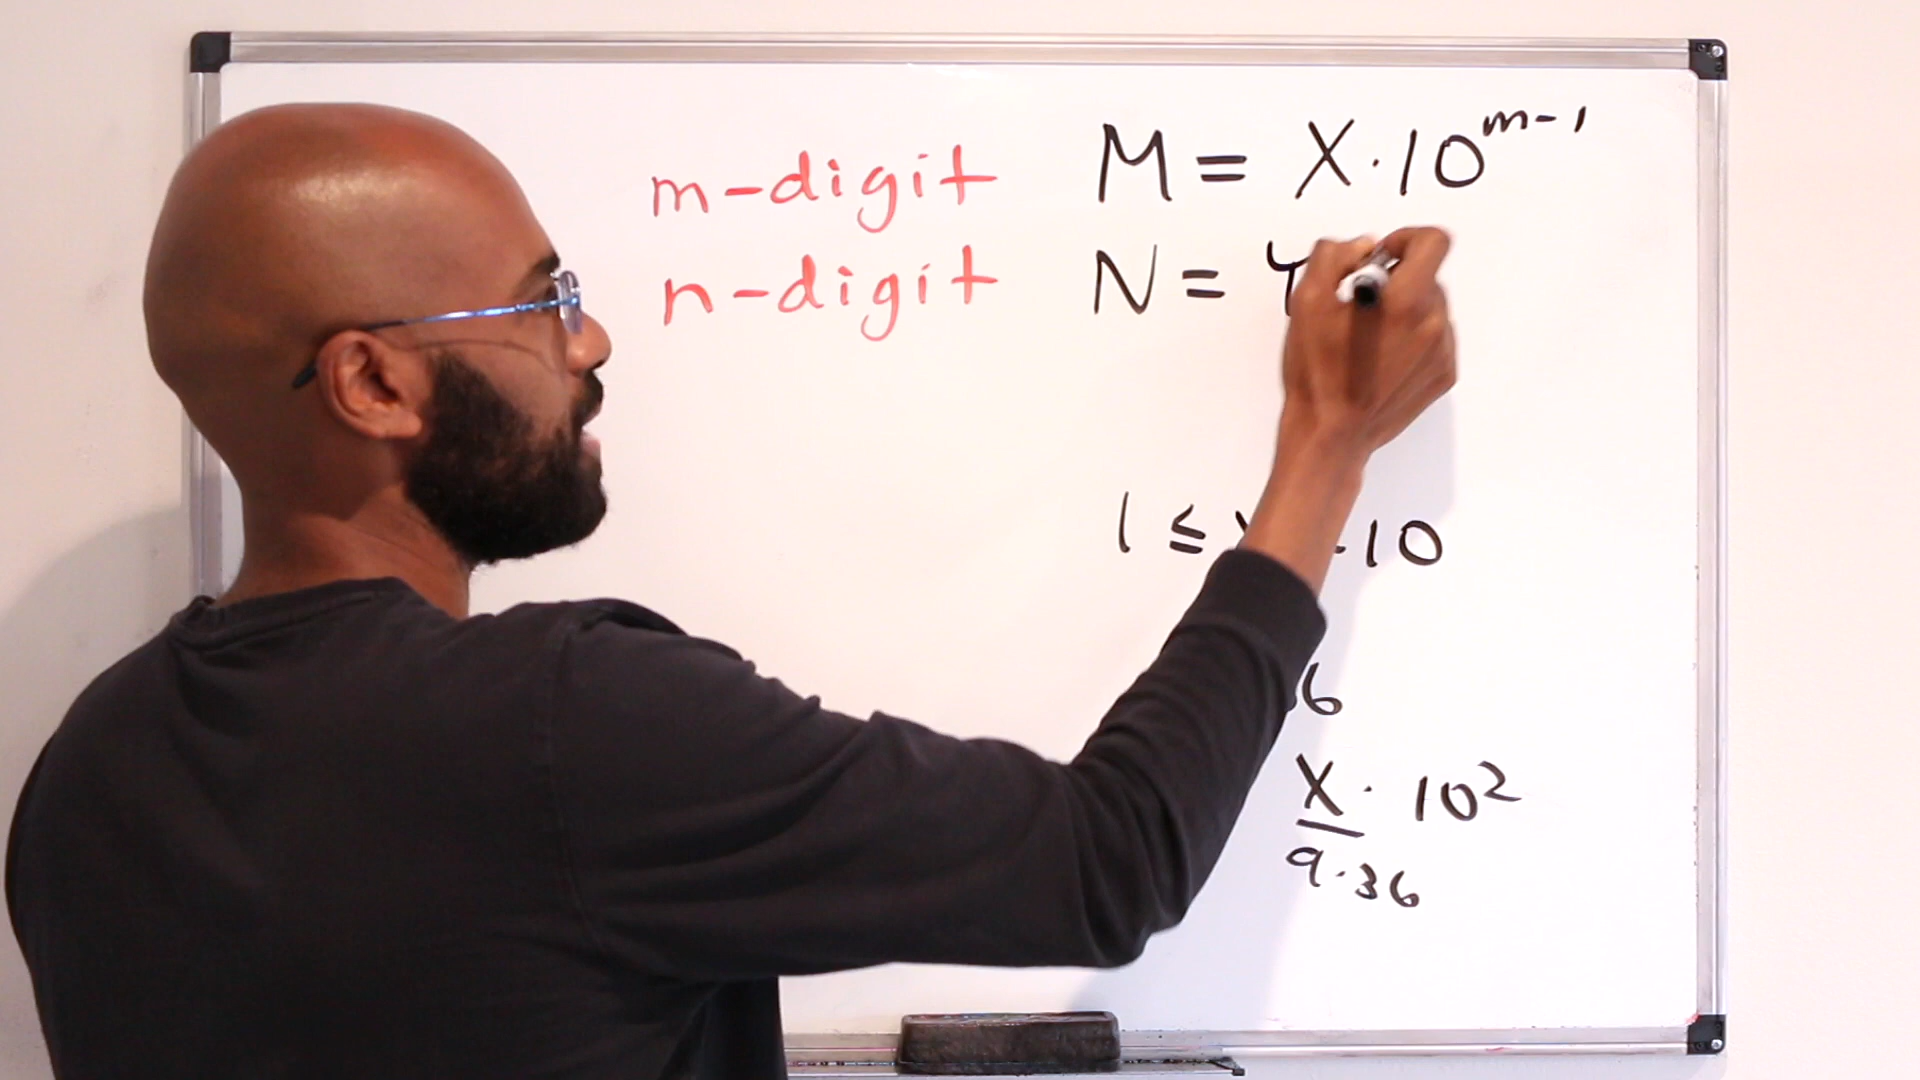 m-digit M = X·10^m-1
n-digit N = Y
1 ≤ 10
6
X · 10²
9.36